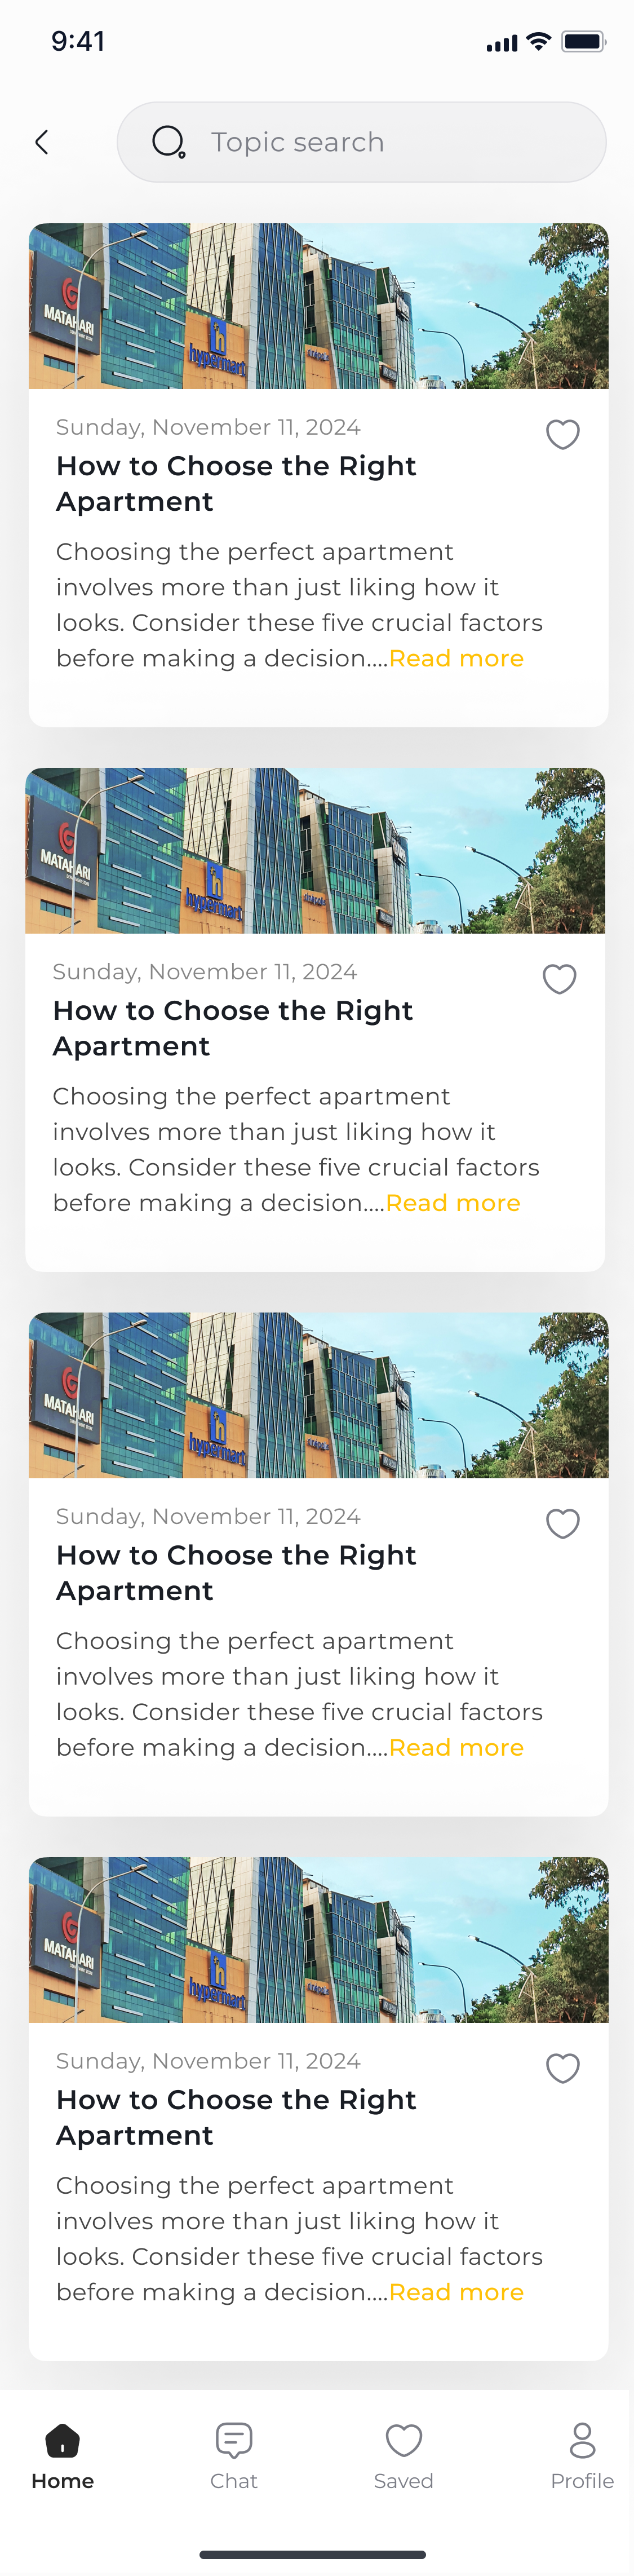 9:41
Topic search
MATAHARI
hypermart
Sunday, November 11, 2024
How to Choose the Right
Apartment
Choosing the perfect apartment
involves more than just liking how it
looks. Consider these five crucial factors
before making a decision....Read more
MATAHARI
hypermart
Sunday, November 11, 2024
How to Choose the Right
Apartment
Choosing the perfect apartment
involves more than just liking how it
looks. Consider these five crucial factors
before making a decision....Read more
MATAHARI
hypermart
Sunday, November 11, 2024
How to Choose the Right
Apartment
Choosing the perfect apartment
involves more than just liking how it
looks. Consider these five crucial factors
before making a decision....Read more
MATAHARI
hypermart
Sunday, November 11, 2024
How to Choose the Right
Apartment
Choosing the perfect apartment
involves more than just liking how it
looks. Consider these five crucial factors
before making a decision....Read more
Home
Chat
Saved
Profile